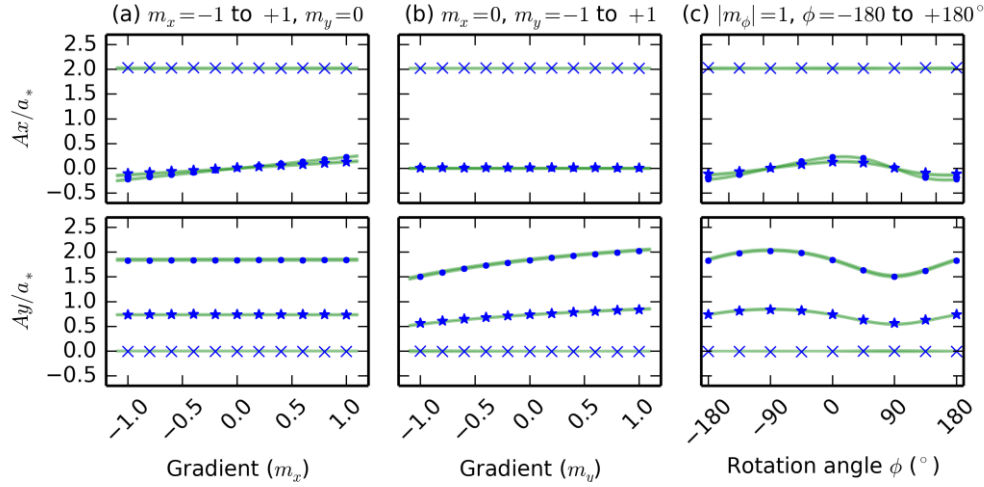 (a) m_x=−1 to +1, m_y=0
(b) m_x=0, m_y=−1 to +1
(c) |m_ϕ|=1, ϕ=−180 to +180°
Ax/a_*
2.5
2.0
1.5
1.0
0.5
0.0
−0.5
Ay/a_*
2.5
2.0
1.5
1.0
0.5
0.0
−0.5
−1.0 −0.5 0.0 0.5 1.0
−1.0 −0.5 0.0 0.5 1.0
-180 -90 0 90 180
Gradient (m_x)
Gradient (m_y)
Rotation angle ϕ (°)